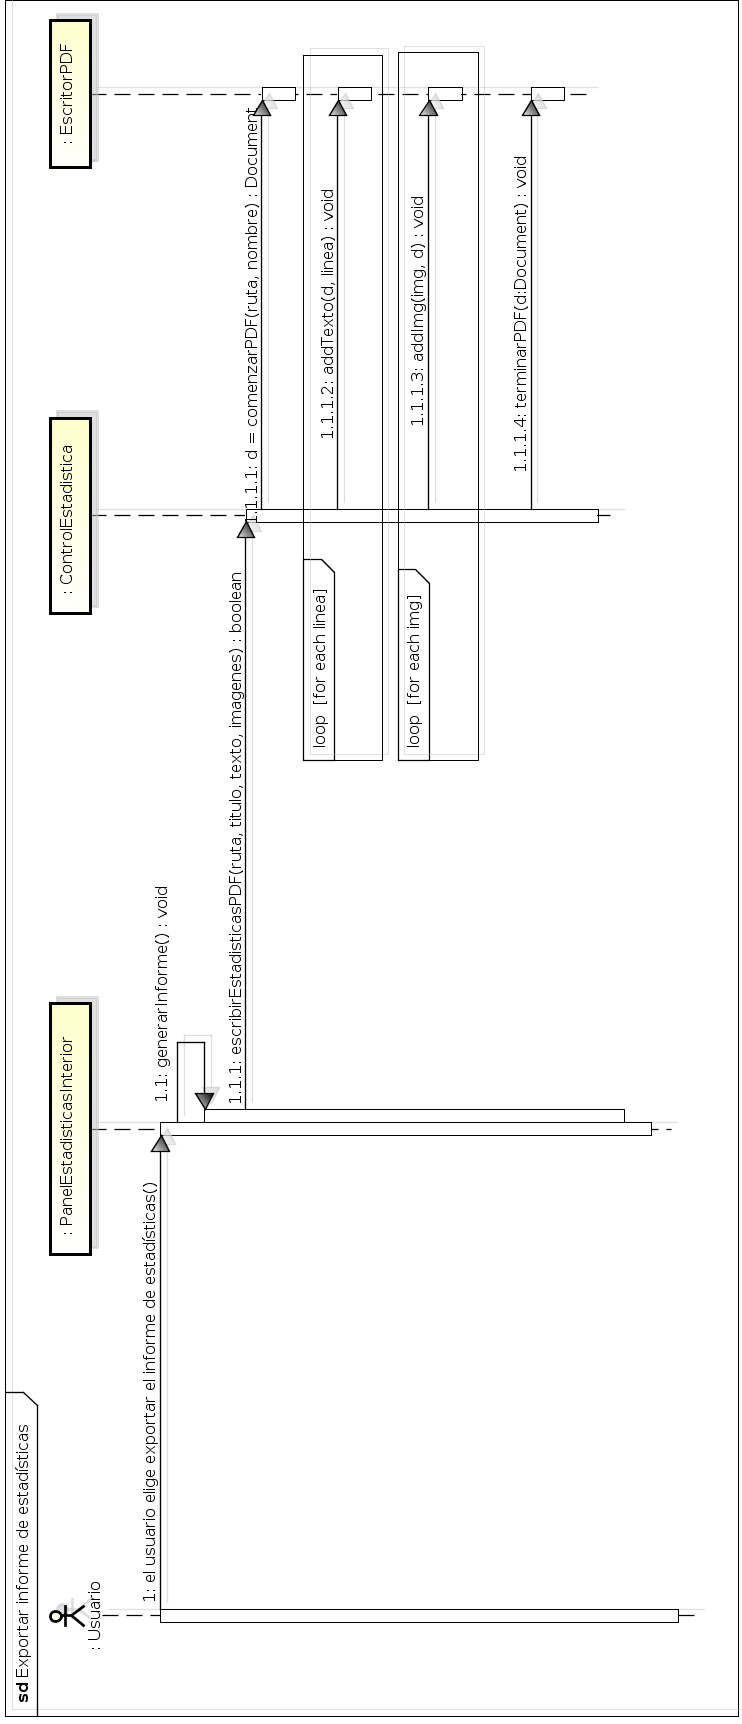 sd Exportar informe de estadísticas
: Usuario
: PanelEstadisticasInterior
: ControlEstadistica
: EscritorPDF
1: el usuario elige exportar el informe de estadísticas()
1.1: generarInforme() : void
1.1.1: escribirEstadisticasPDF(ruta, titulo, texto, imagenes) : boolean
1.1.1.1: d = comenzarPDF(ruta, nombre) : Document
loop [for each linea]
1.1.1.2: addTexto(d, linea) : void
loop [for each img]
1.1.1.3: addImg(img, d) : void
1.1.1.4: terminarPDF(d:Document) : void